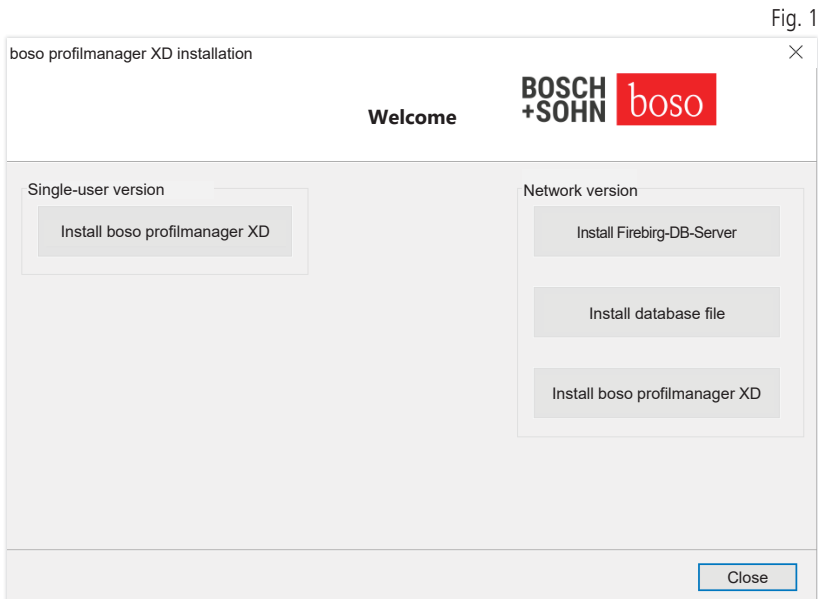 Fig. 1
boso profilmanager XD installation
Welcome
BOSCH
+SOHN
boso
Single-user version
Install boso profilmanager XD
Network version
Install Firebirg-DB-Server
Install database file
Install boso profilmanager XD
Close